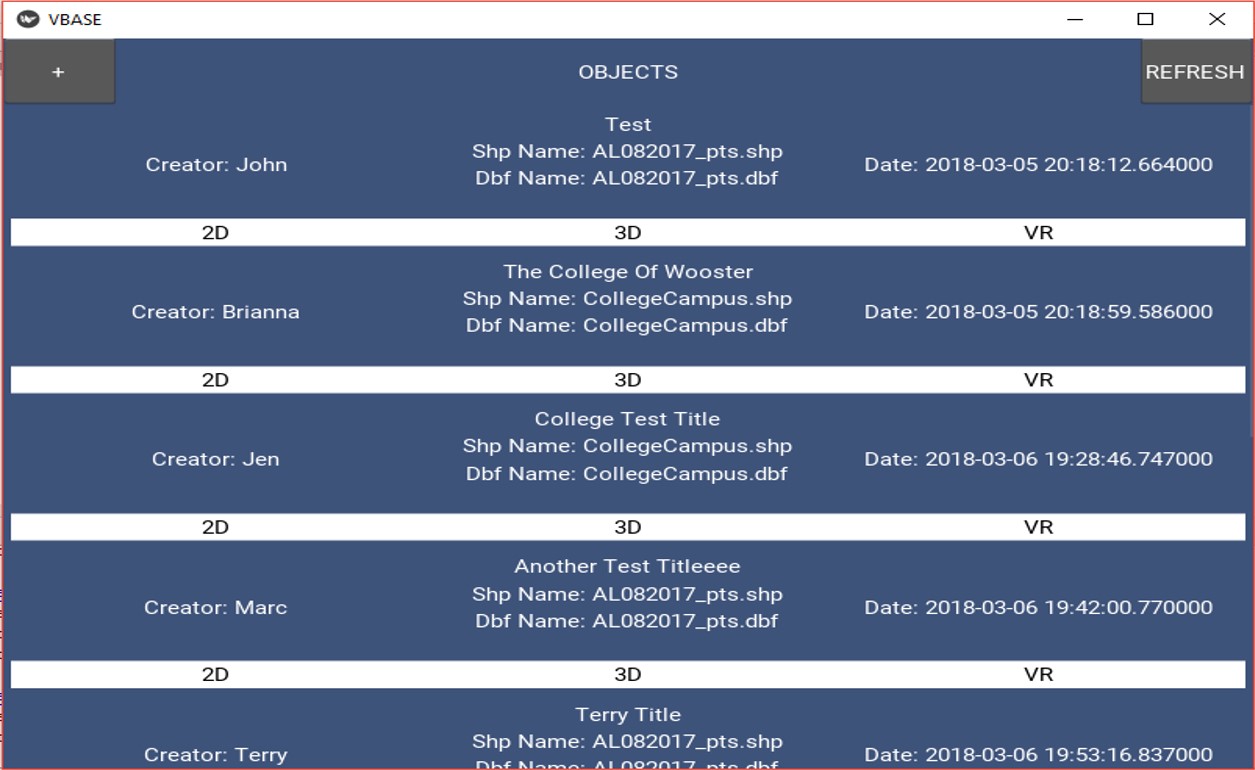 VBASE
+ OBJECTS REFRESH
Test
Shp Name: AL082017_pts.shp
Creator: John Date: 2018-03-05 20:18:12.664000
Dbf Name: AL082017_pts.dbf
2D 3D VR
The College Of Wooster
Shp Name: CollegeCampus.shp
Creator: Brianna Date: 2018-03-05 20:18:59.586000
Dbf Name: CollegeCampus.dbf
2D 3D VR
College Test Title
Shp Name: CollegeCampus.shp
Creator: Jen Date: 2018-03-06 19:28:46.747000
Dbf Name: CollegeCampus.dbf
2D 3D VR
Another Test Titleeee
Shp Name: AL082017_pts.shp
Creator: Marc Date: 2018-03-06 19:42:00.770000
Dbf Name: AL082017_pts.dbf
2D 3D VR
Terry Title
Shp Name: AL082017_pts.shp
Creator: Terry Date: 2018-03-06 19:53:16.837000
Dbf Name: AL082017_pts.dbf